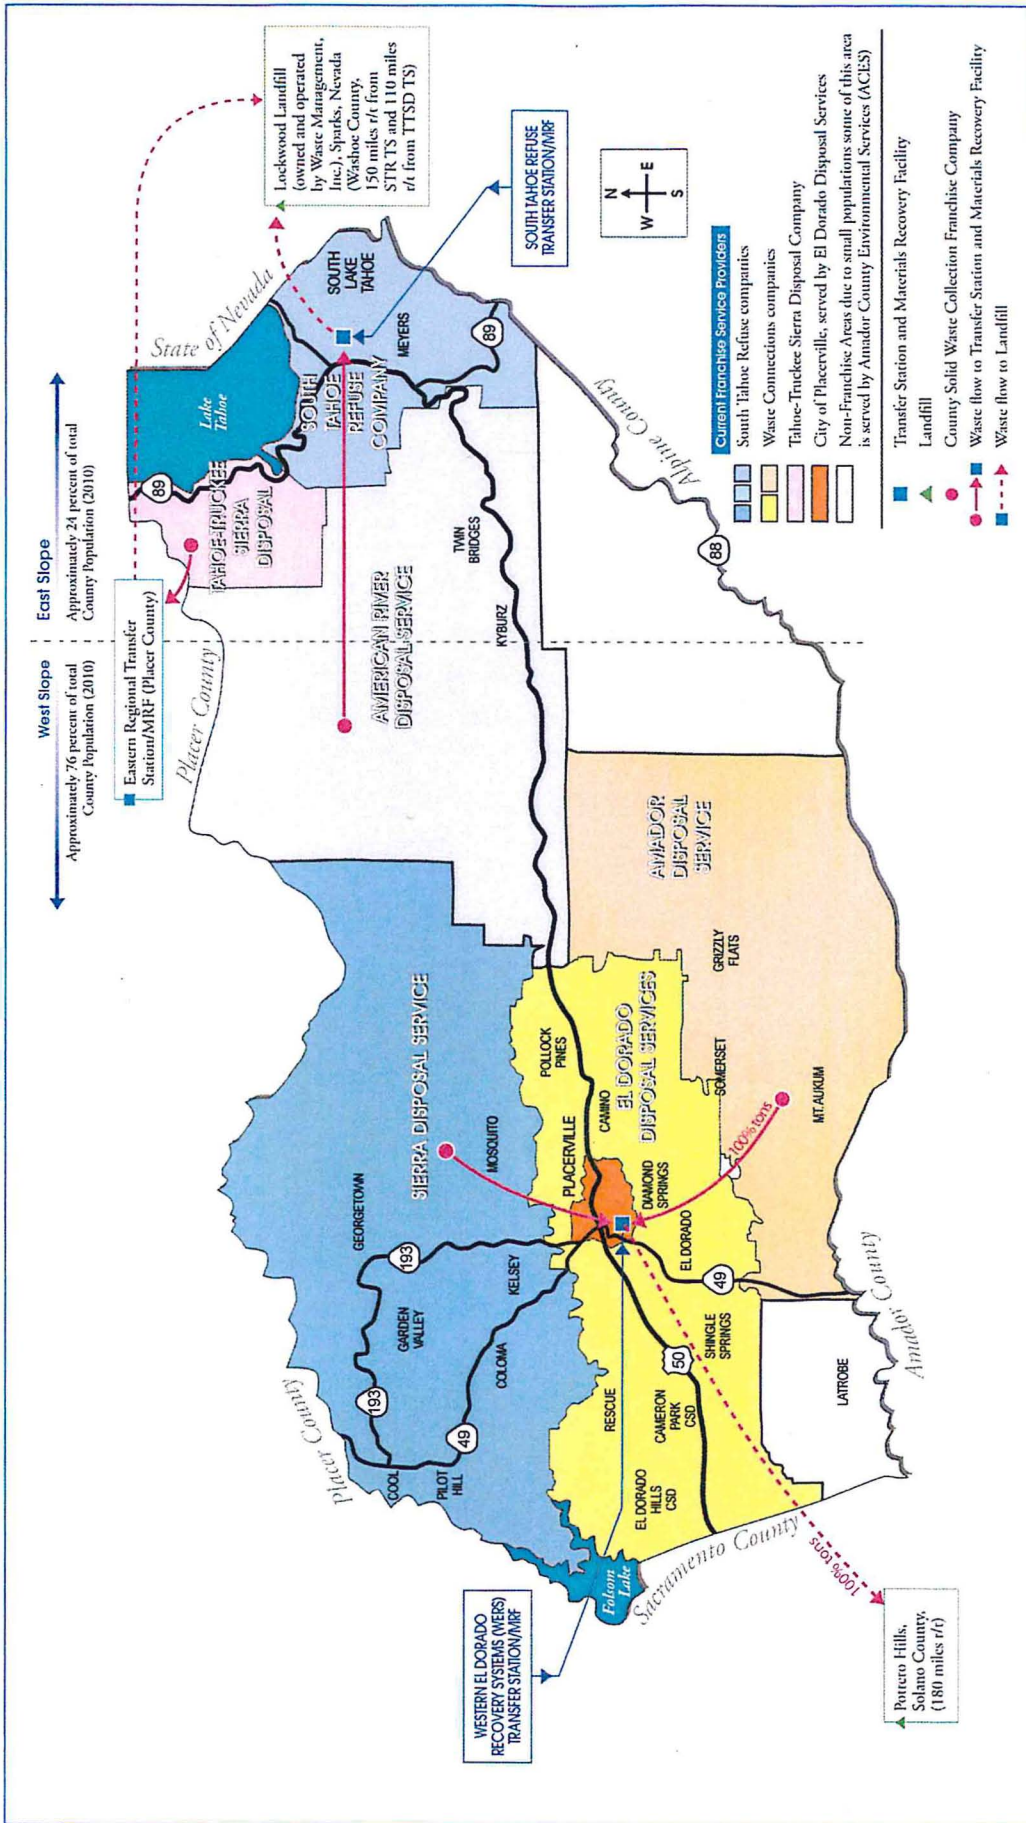 West Slope
Approximately 76 percent of total
County Population (2010)
East Slope
Approximately 24 percent of total
County Population (2010)
Eastern Regional Transfer
Station/MRF (Placer County)
Lockwood Landfill
(owned and operated
by Waste Management,
Inc.), Sparks, Nevada
(Washoe County,
150 miles r/t from
STR TS and 110 miles
r/t from TTSD TS)
SOUTH TAHOE REFUSE
TRANSFER STATION/MRF
N
W
E
S
State of Nevada
Placer County
Placer County
Lake
Tahoe
89
TAHOE-TRUCKEE
SIERRA
DISPOSAL
SOUTH
TAHOE
REFUSE
COMPANY
SOUTH
LAKE
TAHOE
MEYERS
89
AMERICAN RIVER
DISPOSAL SERVICE
TWIN
BRIDGES
KYBURZ
Alpine County
88
SIERRA DISPOSAL SERVICE
GEORGETOWN
193
MOSQUITO
GARDEN
VALLEY
193
KELSEY
COLOMA
49
COOL
PILOT
HILL
POLLOCK
PINES
PLACERVILLE
CAMINO
EL DORADO
DISPOSAL SERVICES
DIAMOND
SPRINGS
EL DORADO
49
RESCUE
SHINGLE
SPRINGS
50
CAMERON
PARK
CSD
EL DORADO
HILLS
CSD
Folsom
Lake
AMADOR
DISPOSAL
SERVICE
GRIZZLY
FLATS
SOMERSET
100% tons
MT. AUKUM
LATROBE
Amador County
Sacramento County
100% tons
WESTERN EL DORADO
RECOVERY SYSTEMS (WERS)
TRANSFER STATION/MRF
Potrero Hills,
Solano County,
(180 miles r/t)
Current Franchise Service Providers
South Tahoe Refuse companies
Waste Connections companies
Tahoe-Truckee Sierra Disposal Company
City of Placerville, served by El Dorado Disposal Services
Non-Franchise Areas due to small populations some of this area
is served by Amador County Environmental Services (ACES)
Transfer Station and Materials Recovery Facility
Landfill
County Solid Waste Collection Franchise Company
Waste flow to Transfer Station and Materials Recovery Facility
Waste flow to Landfill